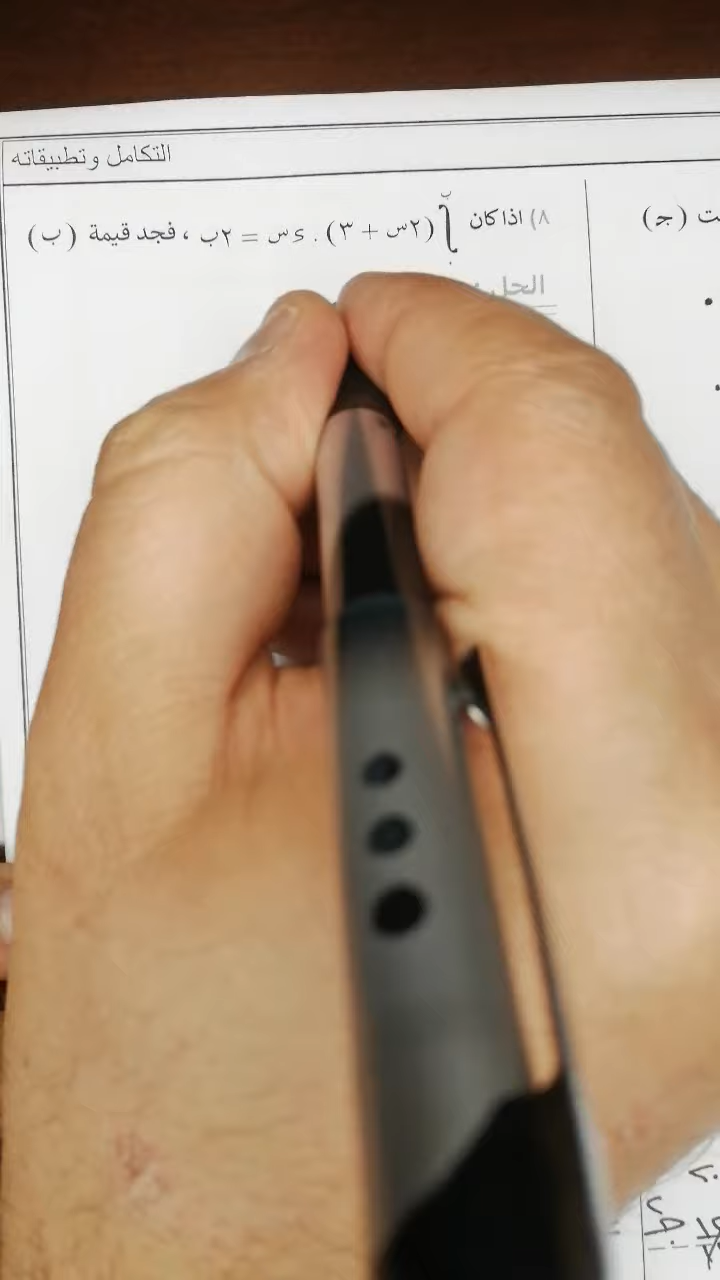 التكامل وتطبيقاته
ت (جـ)
٨) اذا كان ∫ب. (٢س + ٣) . ءس = ٢ب ، فجد قيمة (ب)
الحل